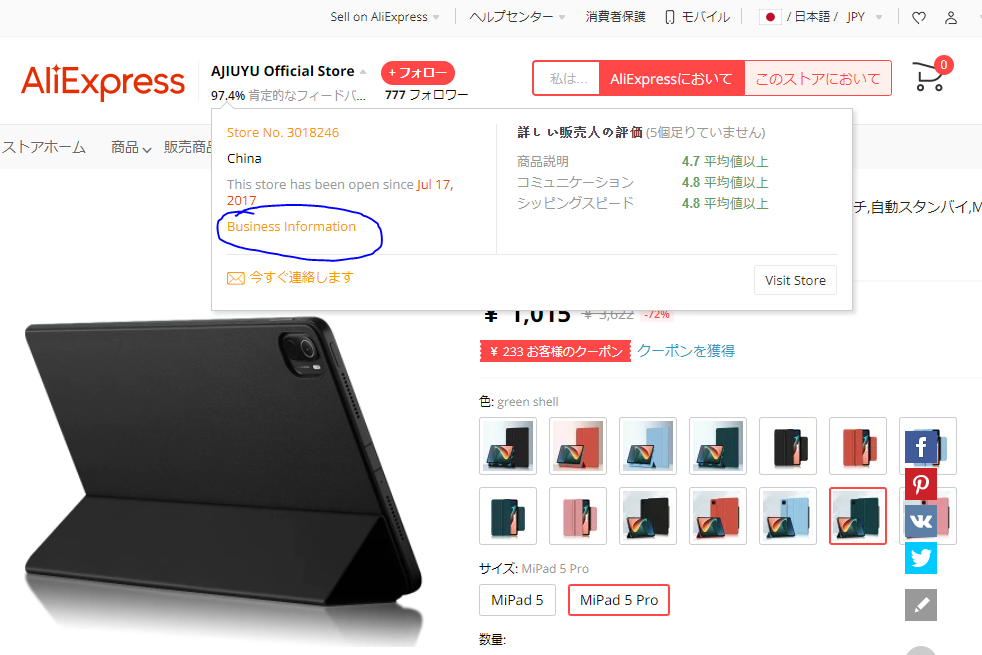 Sell on AliExpress
ヘルプセンター
消費者保護
モバイル
/ 日本語 / JPY
AliExpress
AJIUYU Official Store
+ フォロー
97.4% 肯定的なフィードバ...
777 フォロワー
私は...
AliExpressにおいて
このストアにおいて
0
ストアホーム
商品
販売商品
Store No. 3018246
China
This store has been open since Jul 17,
2017
Business Information
今すぐ連絡します
詳しい販売人の評価 (5個足りていません)
商品説明 4.7 平均値以上
コミュニケーション 4.8 平均値以上
シッピングスピード 4.8 平均値以上
Visit Store
チ,自動スタンバイ,M
¥ 1,015 ¥ 3,622 -72%
¥ 233 お客様のクーポン クーポンを獲得
色: green shell
サイズ: MiPad 5 Pro
MiPad 5
MiPad 5 Pro
数量: